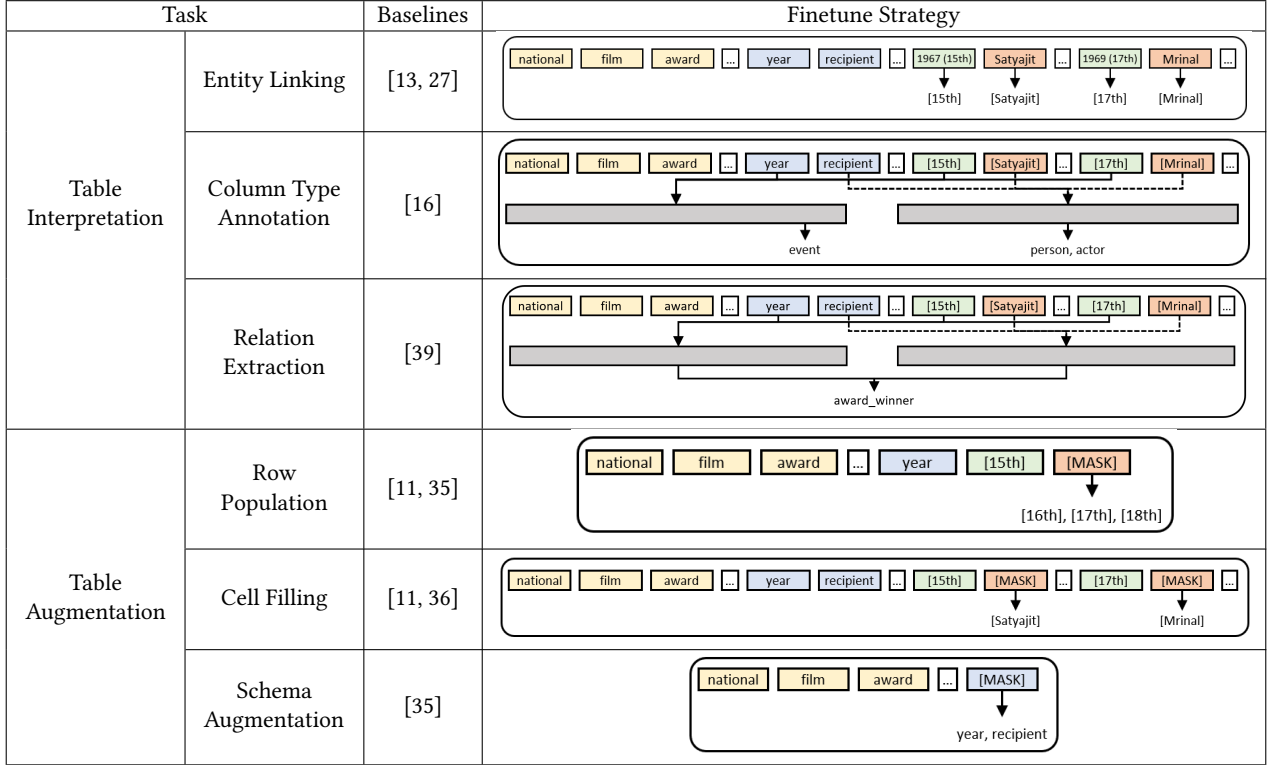 Task Baselines Finetune Strategy
Table
Interpretation
Entity Linking
[13, 27]
national film award ... year recipient ... 1967 (15th) Satyajit ... 1969 (17th) Mrinal ...
[15th] [Satyajit] [17th] [Mrinal]
Column Type
Annotation
[16]
national film award ... year recipient ... [15th] [Satyajit] ... [17th] [Mrinal] ...
event person, actor
Relation
Extraction
[39]
national film award ... year recipient ... [15th] [Satyajit] ... [17th] [Mrinal] ...
award_winner
Table
Augmentation
Row
Population
[11, 35]
national film award ... year [15th] [MASK]
[16th], [17th], [18th]
Cell Filling
[11, 36]
national film award ... year recipient ... [15th] [MASK] ... [17th] [MASK] ...
[Satyajit] [Mrinal]
Schema
Augmentation
[35]
national film award ... [MASK]
year, recipient